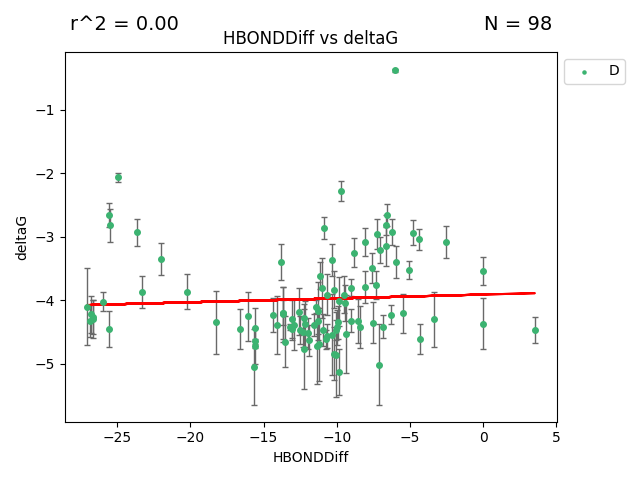 r^2 = 0.00
N = 98
HBONDDiff vs deltaG
D
deltaG
−1
−2
−3
−4
−5
−25
−20
−15
−10
−5
0
5
HBONDDiff